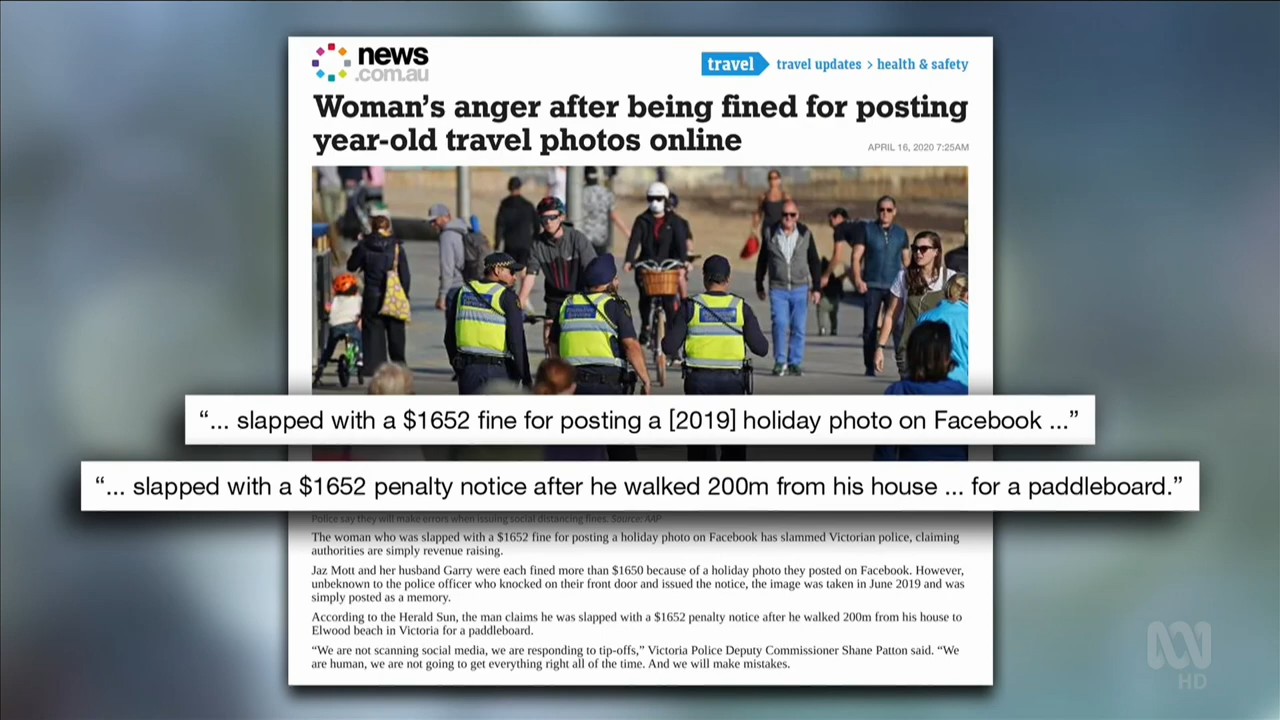 news
.com.au
travel travel updates > health & safety
Woman's anger after being fined for posting
year-old travel photos online
APRIL 16, 2020 7:25AM
“... slapped with a $1652 fine for posting a [2019] holiday photo on Facebook ...”
“... slapped with a $1652 penalty notice after he walked 200m from his house ... for a paddleboard.”
Police say they will make errors when issuing social distancing fines. Source: AAP
The woman who was slapped with a $1652 fine for posting a holiday photo on Facebook has slammed Victorian police, claiming
authorities are simply revenue raising.
Jaz Mott and her husband Garry were each fined more than $1650 because of a holiday photo they posted on Facebook. However,
unbeknown to the police officer who knocked on their front door and issued the notice, the image was taken in June 2019 and was
simply posted as a memory.
According to the Herald Sun, the man claims he was slapped with a $1652 penalty notice after he walked 200m from his house to
Elwood beach in Victoria for a paddleboard.
“We are not scanning social media, we are responding to tip-offs,” Victoria Police Deputy Commissioner Shane Patton said. “We
are human, we are not going to get everything right all of the time. And we will make mistakes.
HD